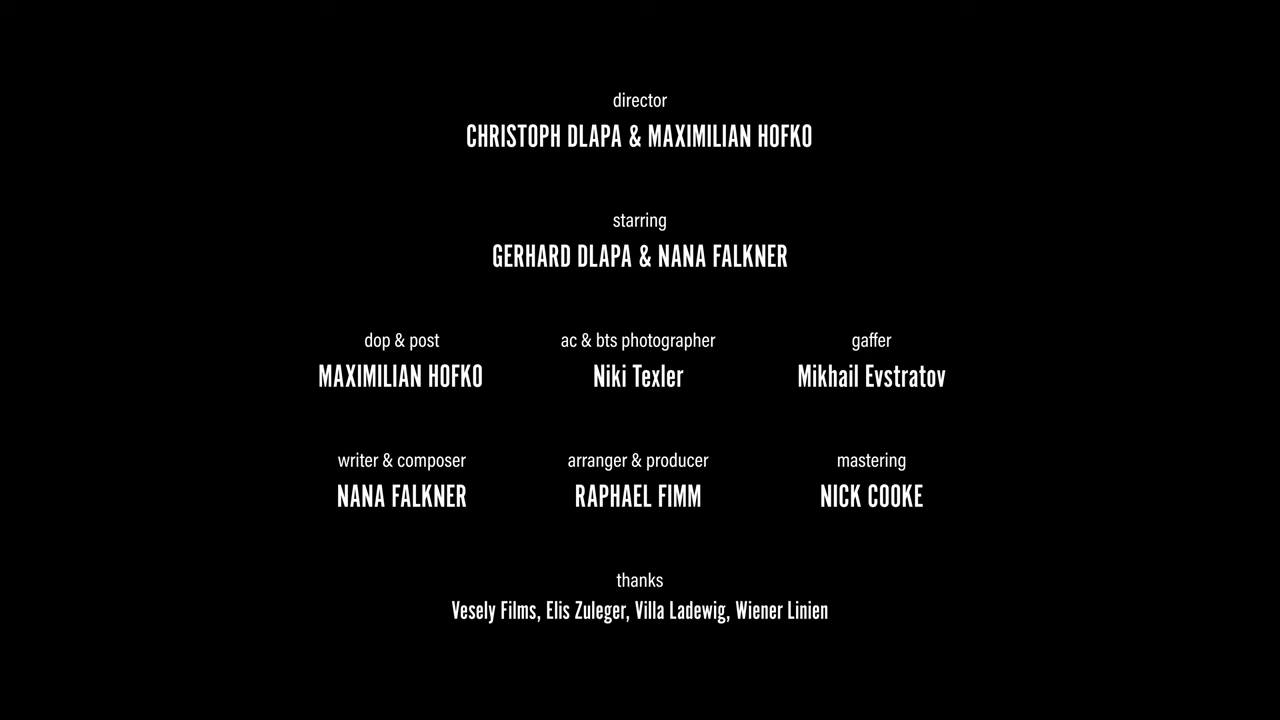 director
CHRISTOPH DLAPA & MAXIMILIAN HOFKO
starring
GERHARD DLAPA & NANA FALKNER
dop & post
MAXIMILIAN HOFKO
ac & bts photographer
Niki Texler
gaffer
Mikhail Evstratov
writer & composer
NANA FALKNER
arranger & producer
RAPHAEL FIMM
mastering
NICK COOKE
thanks
Vesely Films, Elis Zuleger, Villa Ladewig, Wiener Linien